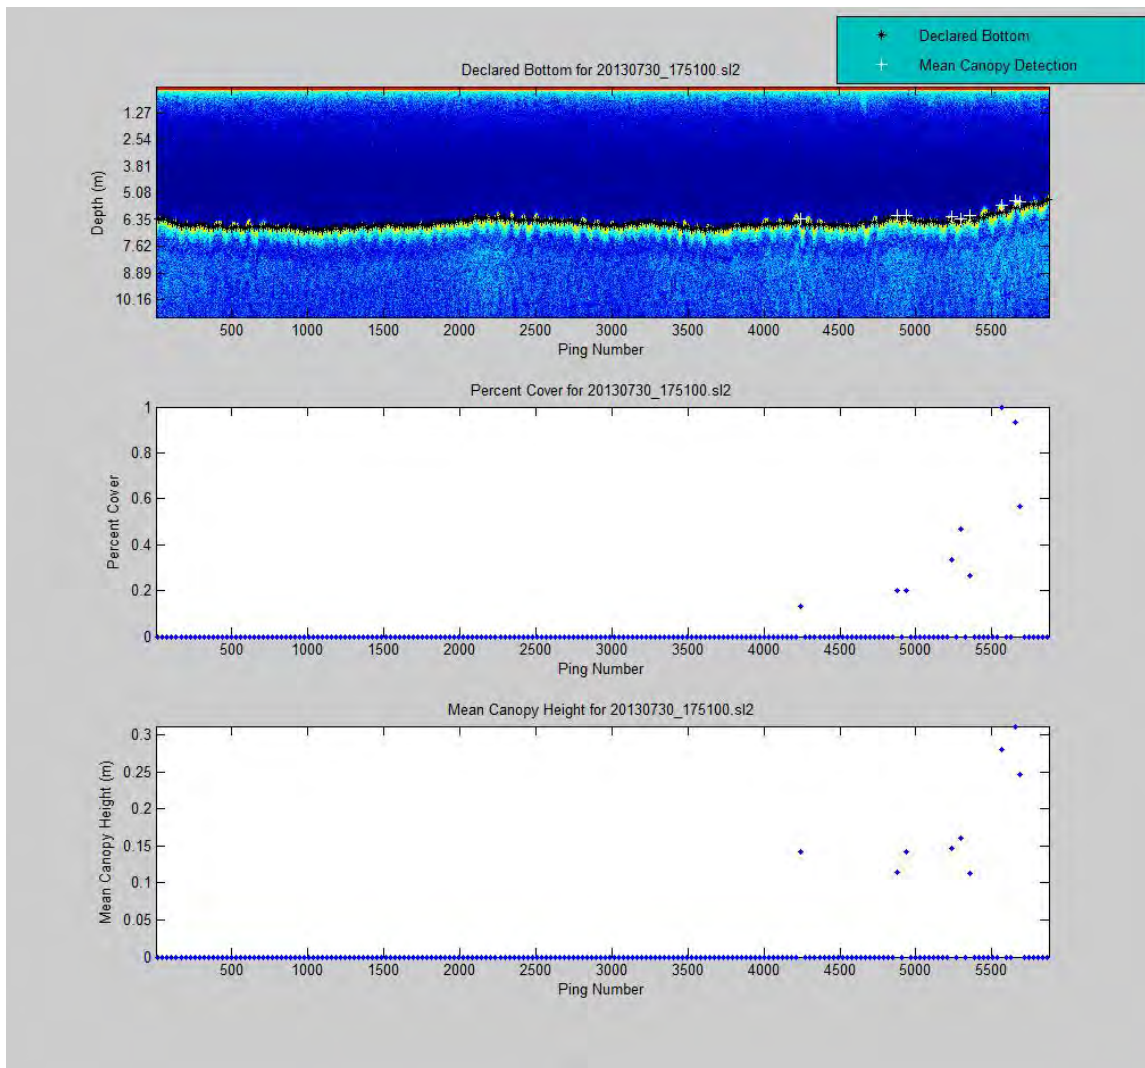 Declared Bottom
Mean Canopy Detection
Declared Bottom for 20130730_175100.sl2
Depth (m)
1.27
2.54
3.81
5.08
6.35
7.62
8.89
10.16
500 1000 1500 2000 2500 3000 3500 4000 4500 5000 5500
Ping Number
Percent Cover for 20130730_175100.sl2
Percent Cover
1
0.8
0.6
0.4
0.2
0
500 1000 1500 2000 2500 3000 3500 4000 4500 5000 5500
Ping Number
Mean Canopy Height for 20130730_175100.sl2
Mean Canopy Height (m)
0.3
0.25
0.2
0.15
0.1
0.05
0
500 1000 1500 2000 2500 3000 3500 4000 4500 5000 5500
Ping Number